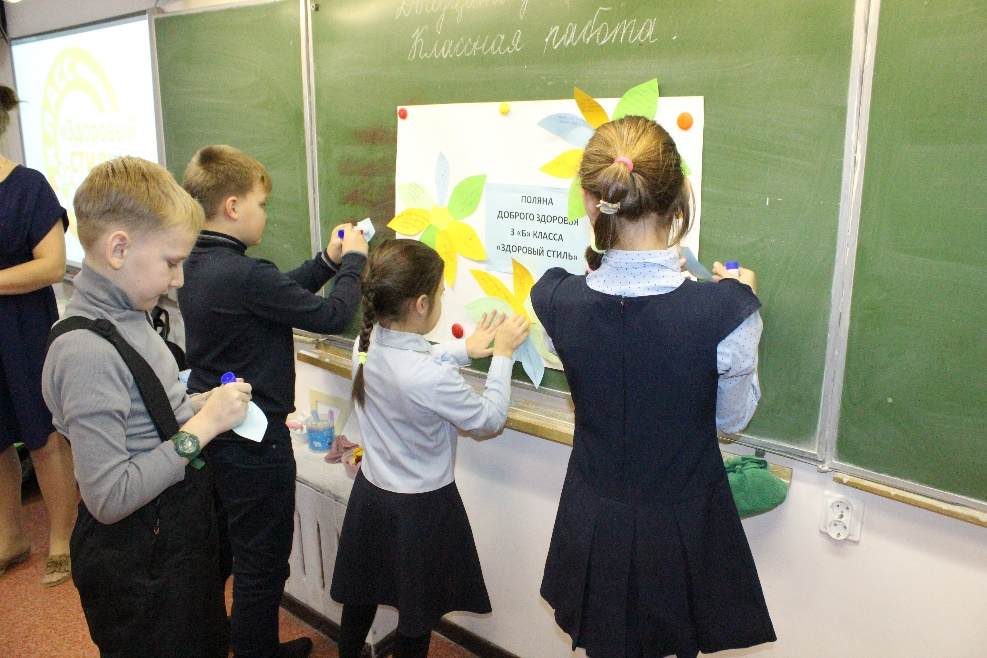 Классная работа.
«Здоровый
СТИЛЬ
ПОЛЯНА
ДОБРОГО ЗДОРОВЬЯ
3 «Б» КЛАССА
«ЗДОРОВЫЙ СТИЛЬ»